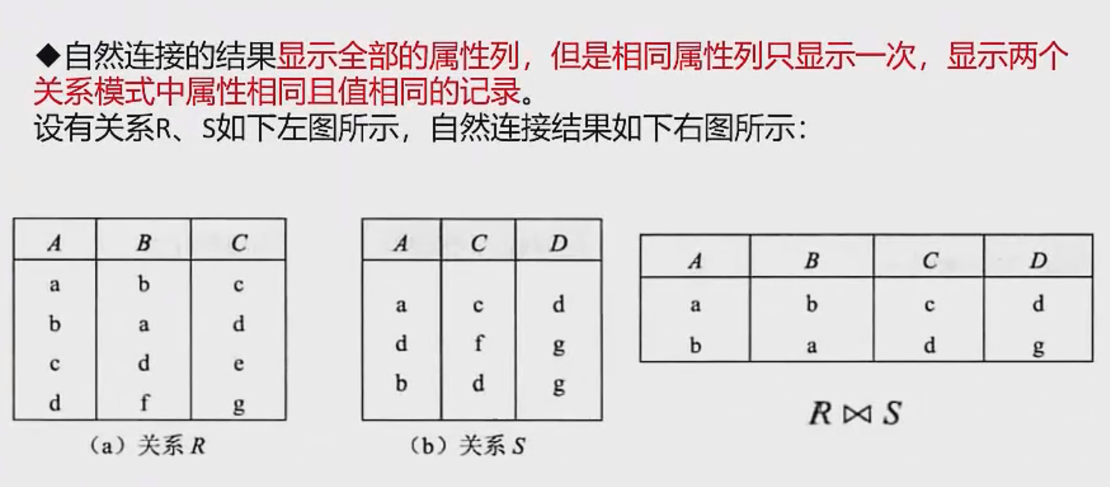 ◆自然连接的结果显示全部的属性列，但是相同属性列只显示一次，显示两个
关系模式中属性相同且值相同的记录。
设有关系R、S如下左图所示，自然连接结果如下右图所示：
A B C
a b c
b a d
c d e
d f g
（a）关系 R
A C D
a c d
d f g
b d g
（b）关系 S
A B C D
a b c d
b a d g
R ⋈ S